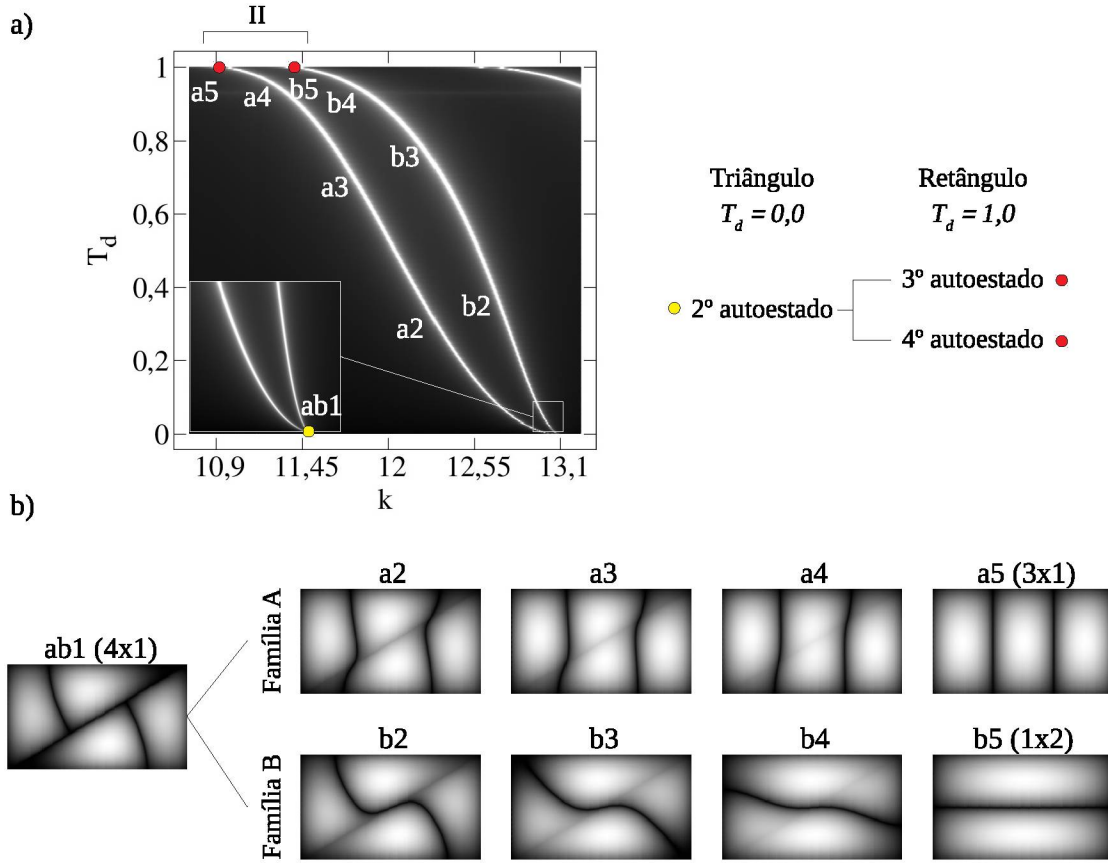 a)
II
1
0,8
0,6
0,4
0,2
0
T_d
a5
a4
b5
b4
b3
a3
b2
a2
ab1
10,9
11,45
12
12,55
13,1
k
Triângulo
T_d = 0,0
Retângulo
T_d = 1,0
2º autoestado
3º autoestado
4º autoestado
b)
ab1 (4x1)
Família A
a2
a3
a4
a5 (3x1)
Família B
b2
b3
b4
b5 (1x2)